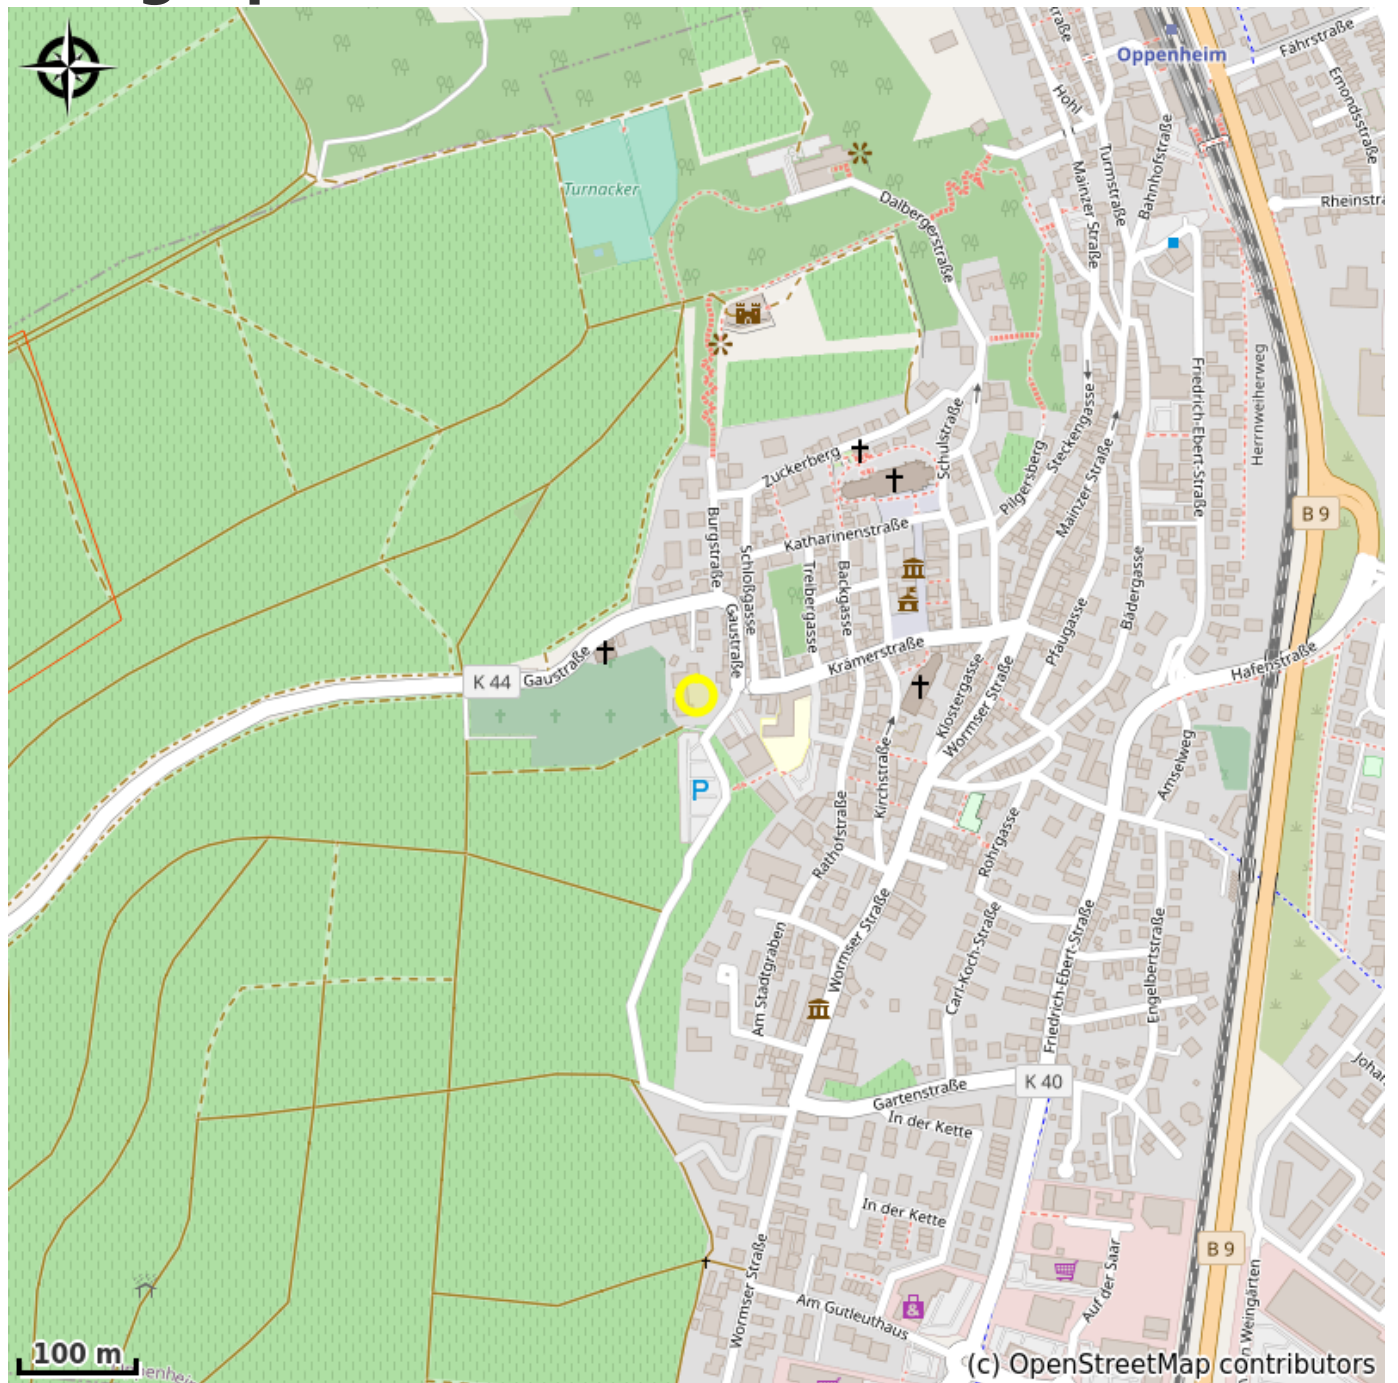 Oppenheim
Fährstraße
Hohl
Emondsstraße
Turnacker
Mainzer Straße
Turmstraße
Bahnhofstraße
Dalbergerstraße
Friedrich-Ebert-Straße
Herrnweiherweg
Schulstraße
Steckengasse
Zuckerberg
Pilgersberg
Mainzer Straße
B 9
Burgstraße
Katharinenstraße
Schloßgasse
Treibergasse
Backgasse
Bädergasse
Gaustraße
Pfaugasse
Krämerstraße
Gaustraße
K 44
Hafenstraße
Klostergasse
Wormser Straße
Kirchstraße
Amselweg
P
Rathofstraße
Rohrgasse
Wormser Straße
Carl-Koch-Straße
Friedrich-Ebert-Straße
Engelbertstraße
Am Stadtgraben
K 40
Gartenstraße
In der Kette
In der Kette
Wormser Straße
Auf der Saar
B 9
Am Gutleuthaus
100 m
(c) OpenStreetMap contributors